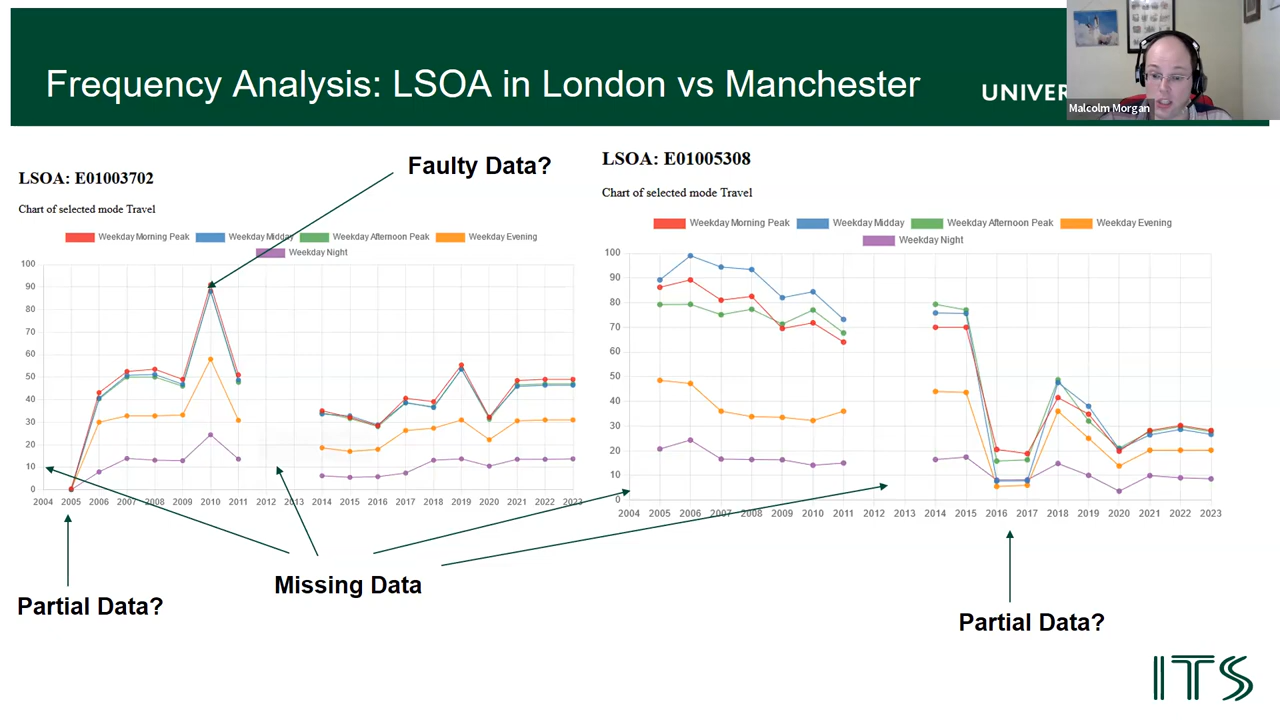 Frequency Analysis: LSOA in London vs Manchester
UNIVER
Malcolm Morgan
Faulty Data?
LSOA: E01003702
Chart of selected mode Travel
Weekday Morning Peak Weekday Midday Weekday Afternoon Peak Weekday Evening
Weekday Night
100
90
80
70
60
50
40
30
20
10
0
2004 2005 2006 2007 2008 2009 2010 2011 2012 2014 2015 2016 2017 2018 2019 2020 2021 2022 2023
LSOA: E01005308
Chart of selected mode Travel
Weekday Morning Peak Weekday Midday Weekday Afternoon Peak Weekday Evening
Weekday Night
100
90
80
70
60
50
40
30
20
10
0
2004 2005 2006 2007 2008 2009 2010 2011 2012 2013 2014 2015 2016 2017 2018 2019 2020 2021 2022 2023
Missing Data
Partial Data?
Partial Data?
ITS